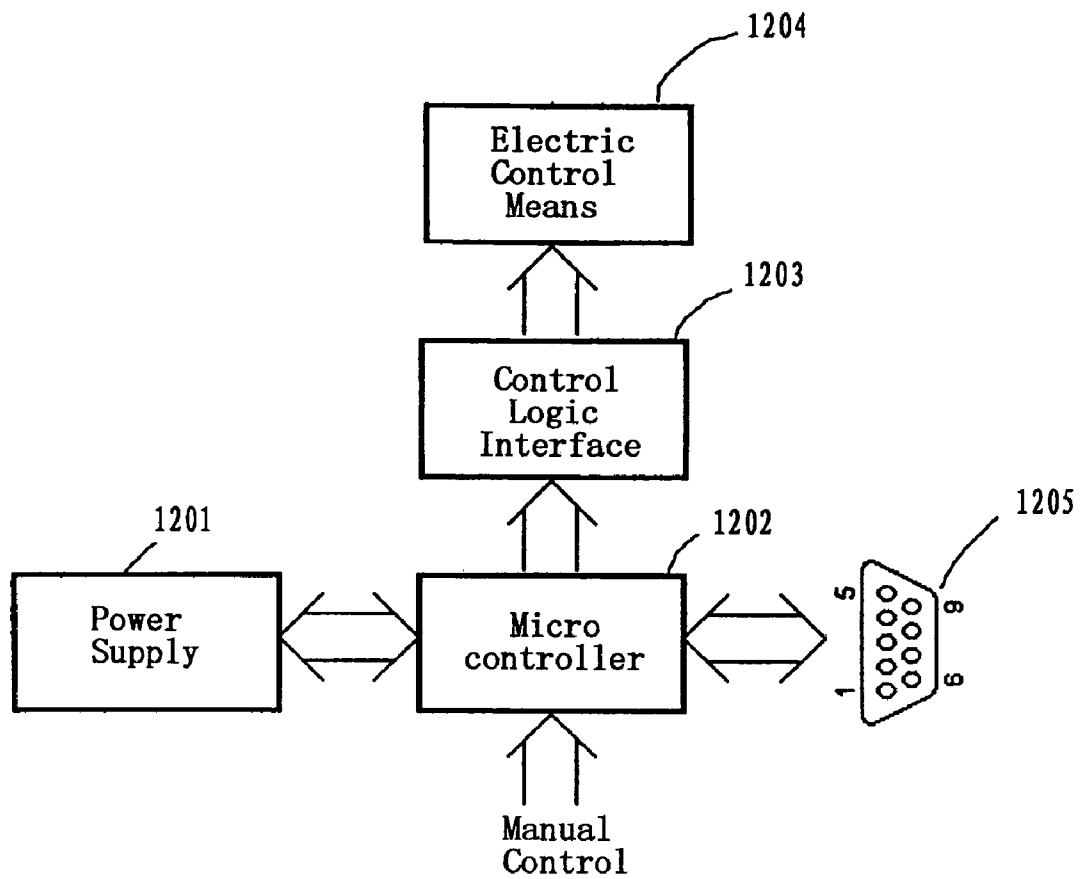 1204
Electric
Control
Means
1203
Control
Logic
Interface
1201
1202
1205
Power
Supply
Micro
controller
5
9
1
6
Manual
Control